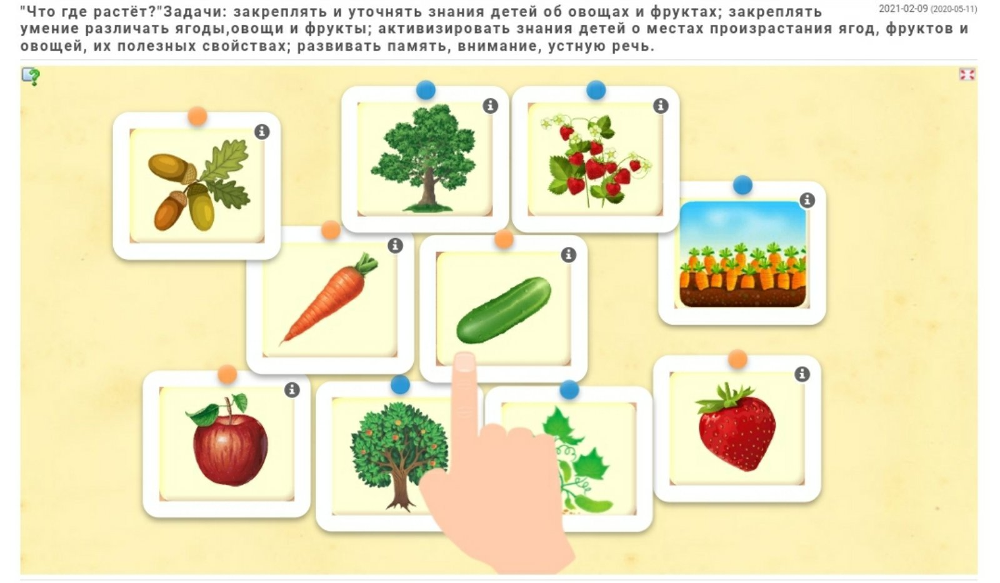 "Что где растёт?"Задачи: закреплять и уточнять знания детей об овощах и фруктах; закреплять
2021-02-09 (2020-05-11)
умение различать ягоды,овощи и фрукты; активизировать знания детей о местах произрастания ягод, фруктов и
овощей, их полезных свойствах; развивать память, внимание, устную речь.